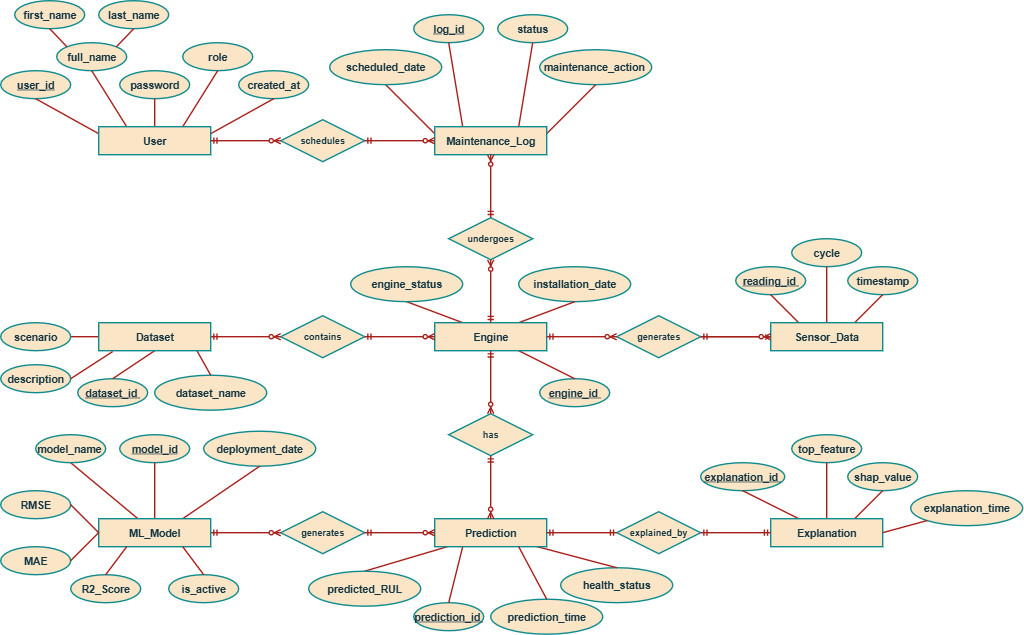 first_name
last_name
full_name
role
user_id
password
created_at
User
schedules
log_id
status
scheduled_date
maintenance_action
Maintenance_Log
undergoes
engine_status
installation_date
cycle
reading_id
timestamp
scenario
Dataset
contains
Engine
generates
Sensor_Data
description
dataset_id
dataset_name
engine_id
has
model_name
model_id
deployment_date
top_feature
explanation_id
shap_value
explanation_time
RMSE
ML_Model
generates
Prediction
explained_by
Explanation
MAE
R2_Score
is_active
predicted_RUL
health_status
prediction_id
prediction_time